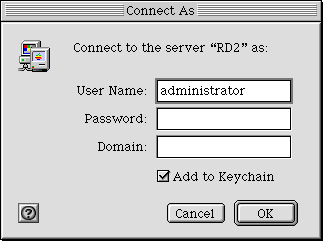 Connect As
Connect to the server “RD2” as:
User Name: administrator
Password:
Domain:
Add to Keychain
?
Cancel OK